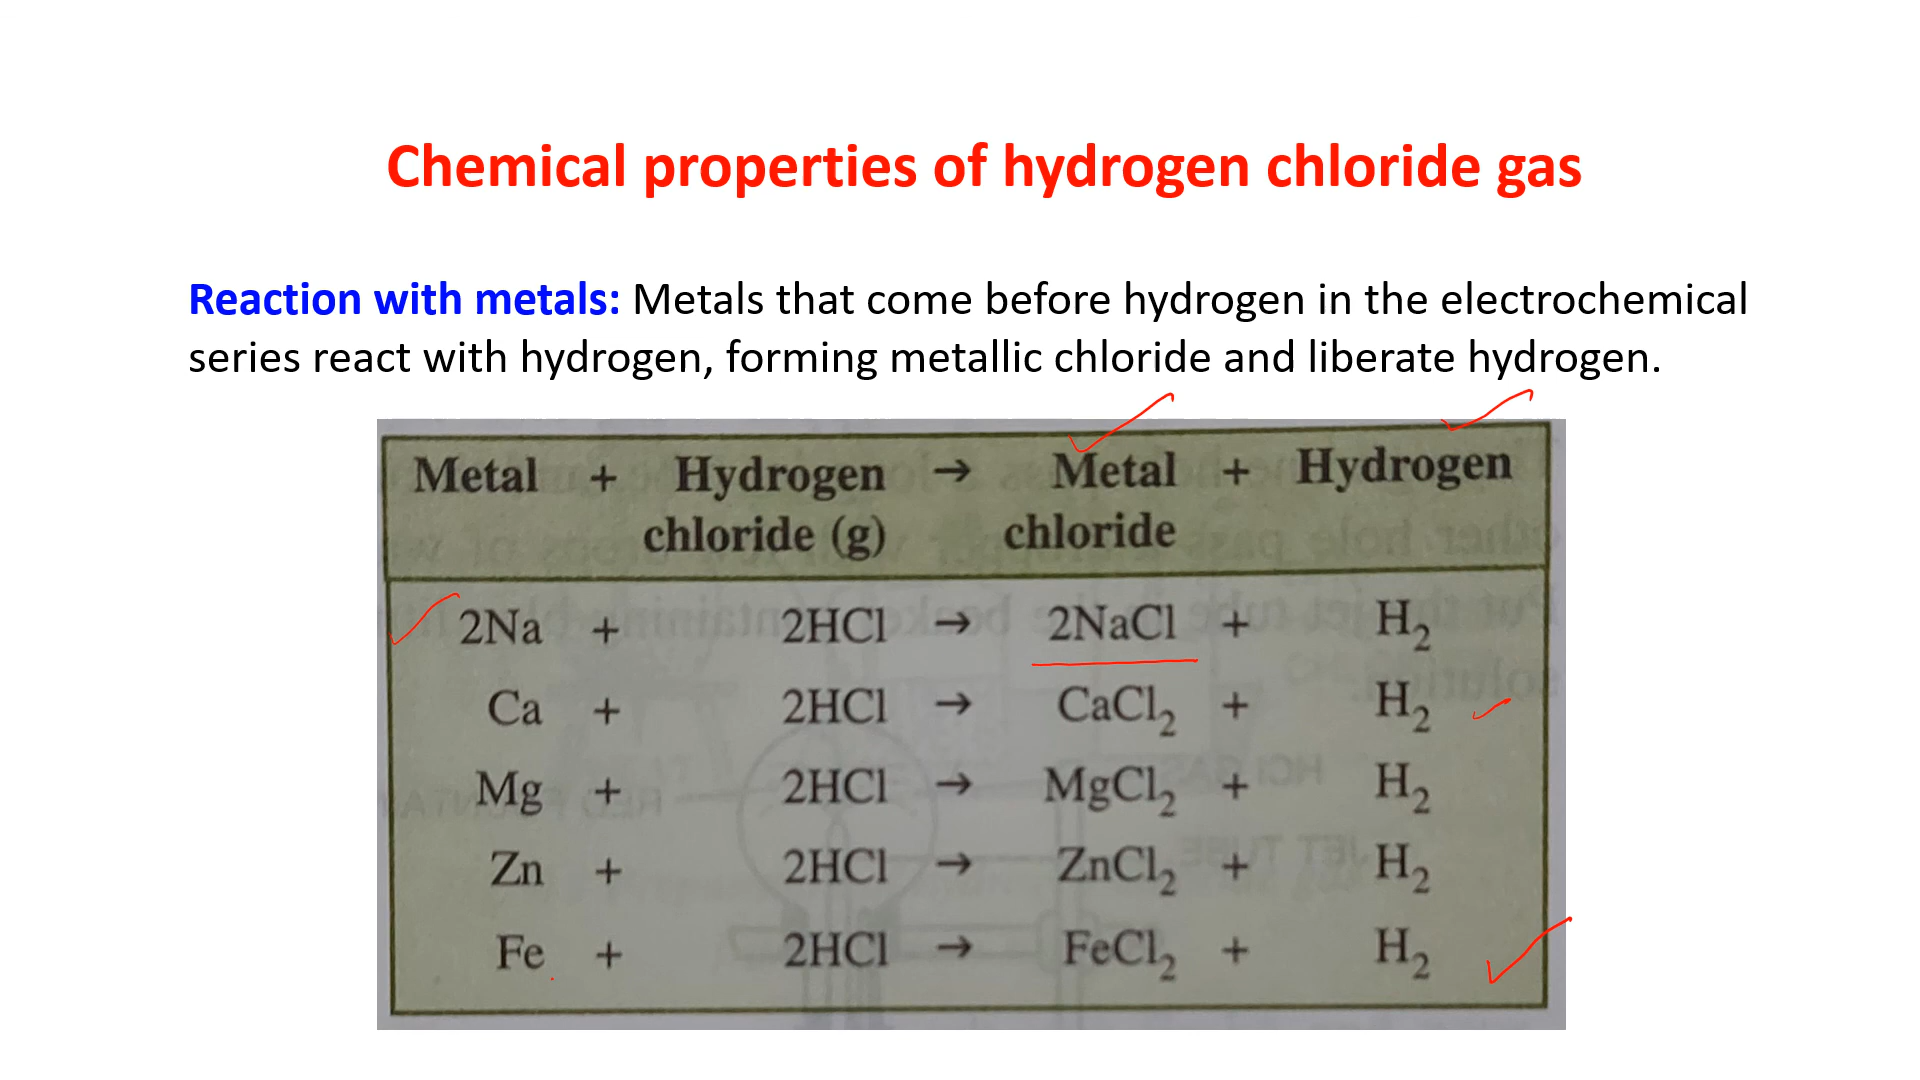 Chemical properties of hydrogen chloride gas
Reaction with metals: Metals that come before hydrogen in the electrochemical
series react with hydrogen, forming metallic chloride and liberate hydrogen.
Metal + Hydrogen → Metal + Hydrogen
chloride (g) chloride
2Na + 2HCl → 2NaCl + H₂
Ca + 2HCl → CaCl₂ + H₂
Mg + 2HCl → MgCl₂ + H₂
Zn + 2HCl → ZnCl₂ + H₂
Fe + 2HCl → FeCl₂ + H₂